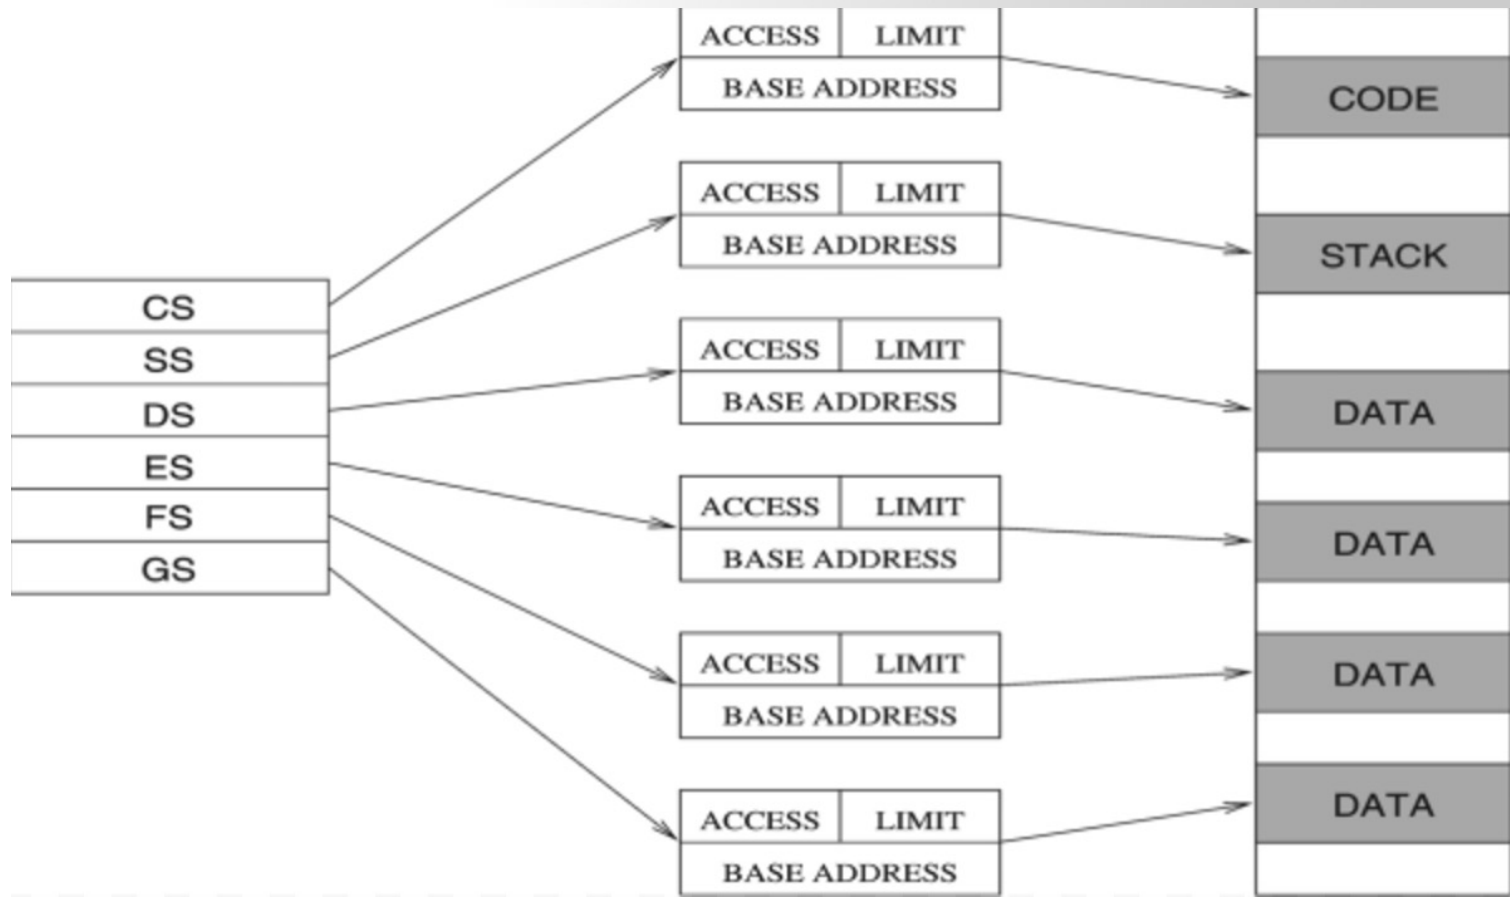 CS
SS
DS
ES
FS
GS
ACCESS LIMIT
BASE ADDRESS
ACCESS LIMIT
BASE ADDRESS
ACCESS LIMIT
BASE ADDRESS
ACCESS LIMIT
BASE ADDRESS
ACCESS LIMIT
BASE ADDRESS
ACCESS LIMIT
BASE ADDRESS
CODE
STACK
DATA
DATA
DATA
DATA